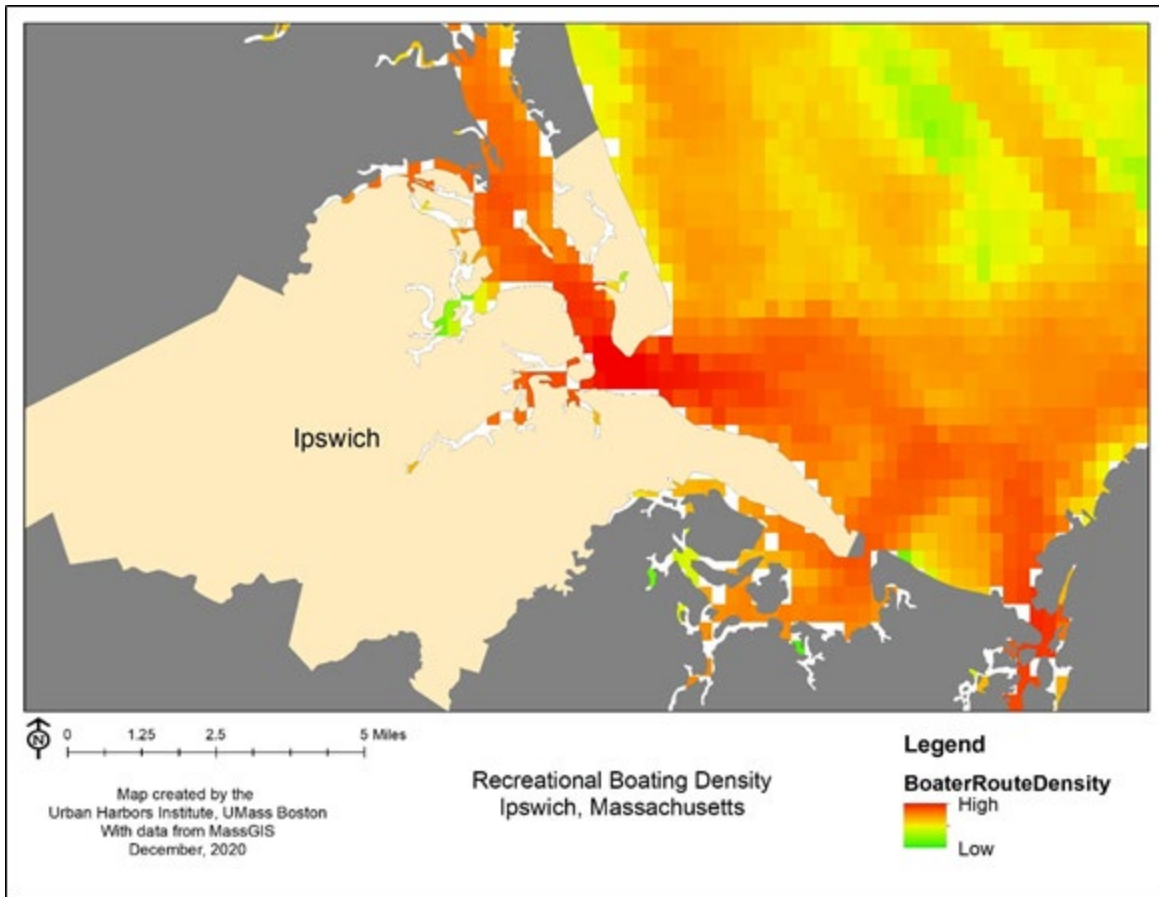 Ipswich
N
0 1.25 2.5 5 Miles
Map created by the
Urban Harbors Institute, UMass Boston
With data from MassGIS
December, 2020
Recreational Boating Density
Ipswich, Massachusetts
Legend
BoaterRouteDensity
High
Low